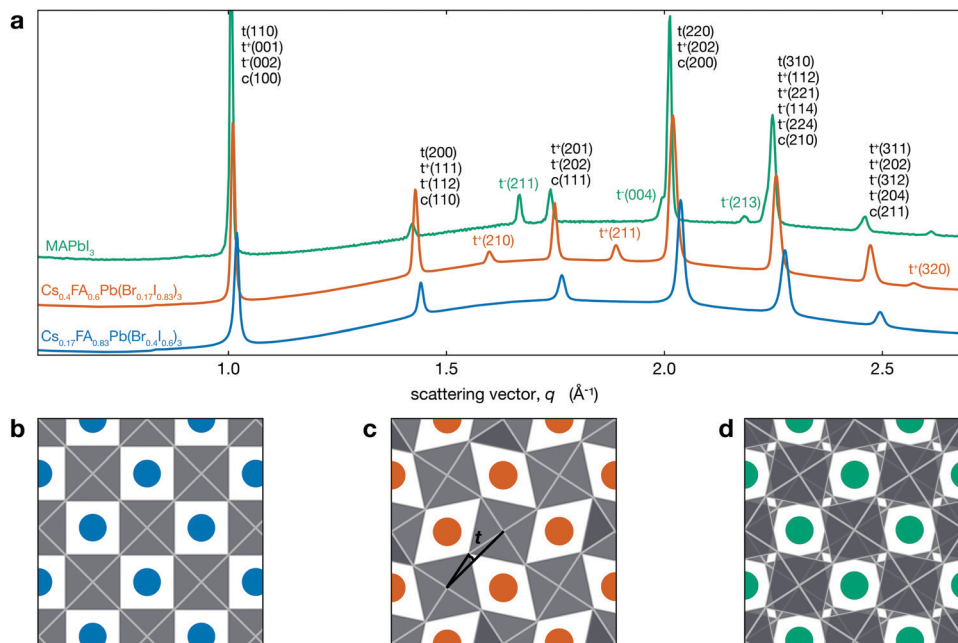 a
t(110)
t⁺(001)
t⁻(002)
c(100)
t(200)
t⁺(111)
t⁻(112)
c(110)
t⁻(211)
t⁺(201)
t⁻(202)
c(111)
t(220)
t⁺(202)
c(200)
t(310)
t⁺(112)
t⁺(221)
t⁻(114)
t⁻(224)
c(210)
t⁺(311)
t⁺(202)
t⁻(312)
t⁻(204)
c(211)
t⁻(004)
t⁻(213)
t⁺(210)
t⁺(211)
t⁺(320)
MAPbI₃
Cs₀.₄FA₀.₆Pb(Br₀.₁₇I₀.₈₃)₃
Cs₀.₁₇FA₀.₈₃Pb(Br₀.₄I₀.₆)₃
1.0 1.5 2.0 2.5
scattering vector, q (Å⁻¹)
b
c
t
d